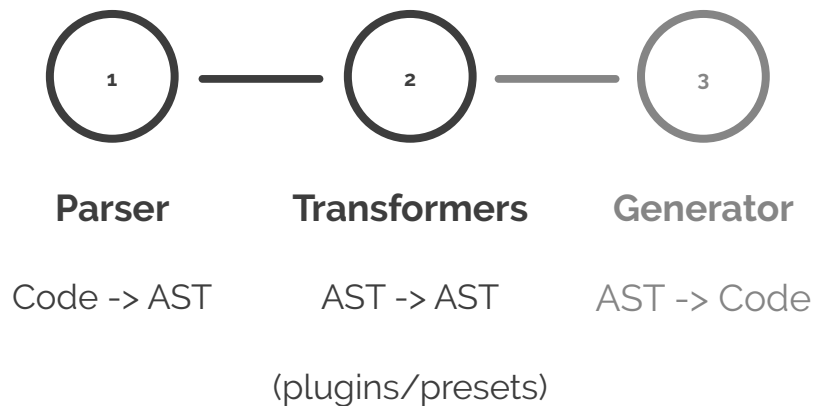 1 2 3
Parser Transformers Generator
Code -> AST AST -> AST AST -> Code
(plugins/presets)